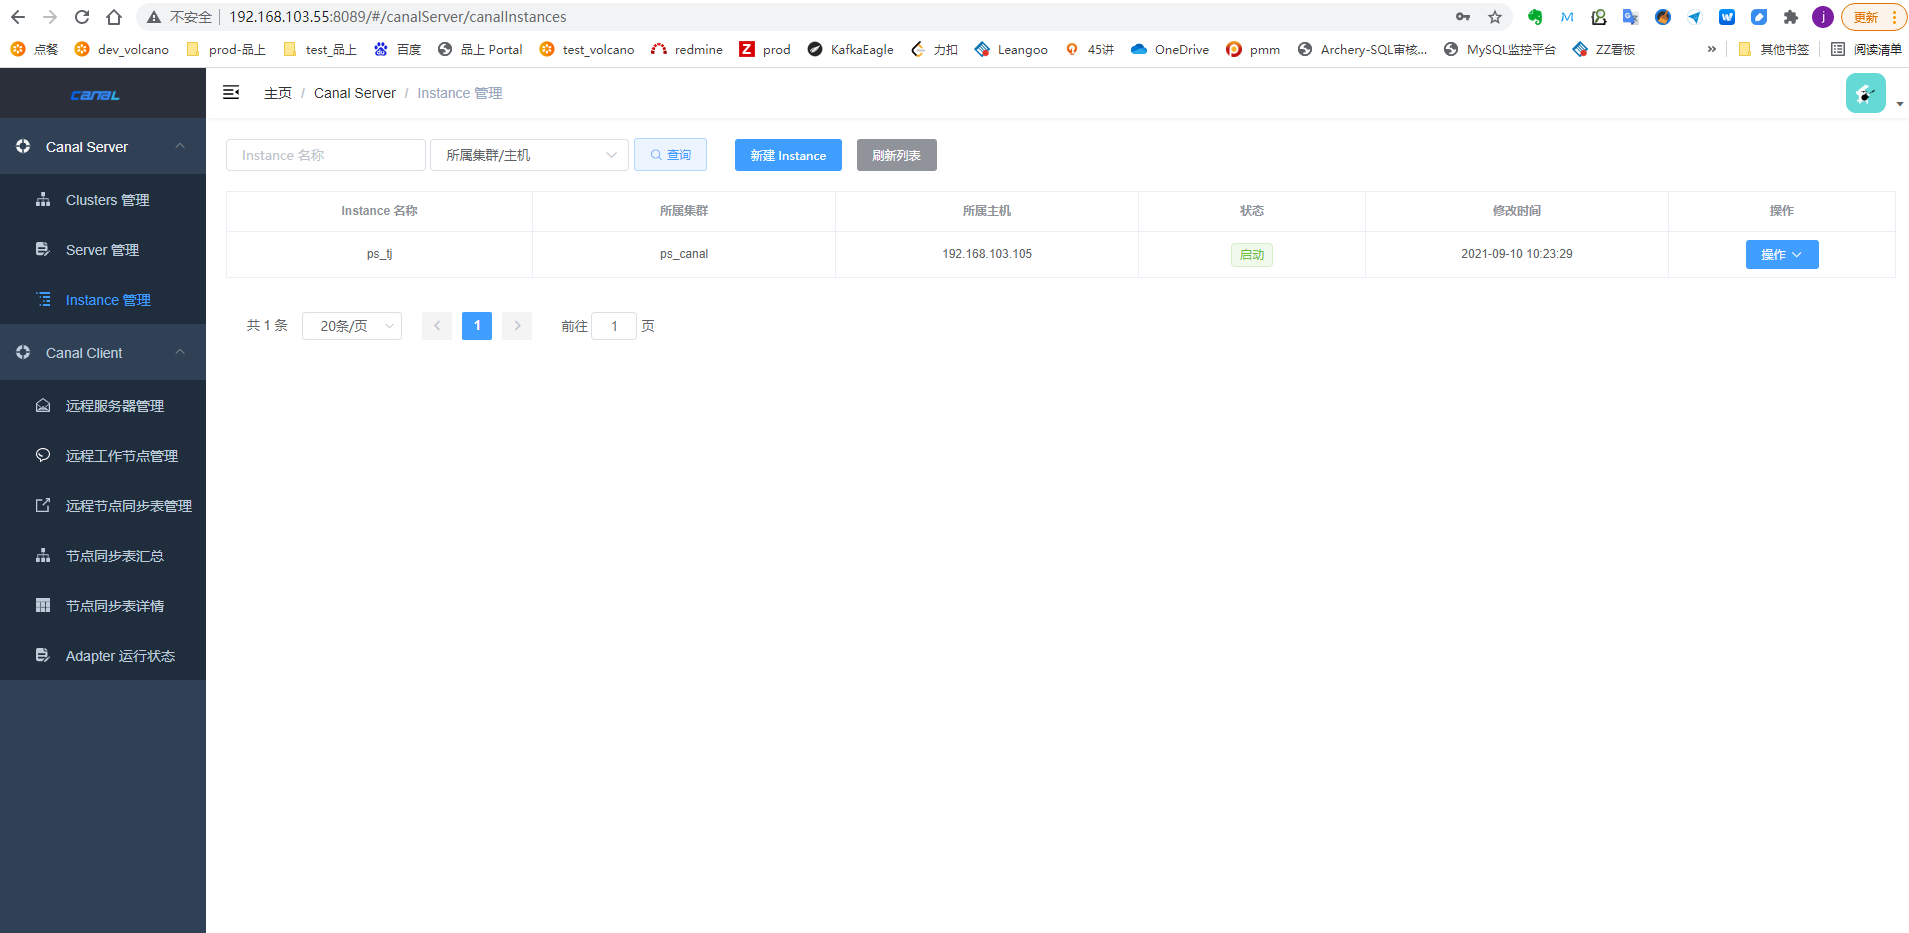 不安全 192.168.103.55:8089/#/canalServer/canalInstances
更新
点餐 dev_volcano prod-品上 test_品上 百度 品上 Portal test_volcano redmine prod KafkaEagle 力扣 Leangoo 45讲 OneDrive pmm Archery-SQL审核... MySQL监控平台 ZZ看板 » 其他书签 阅读清单
CANAL
主页 / Canal Server / Instance 管理
Canal Server
Clusters 管理
Server 管理
Instance 管理
Canal Client
远程服务器管理
远程工作节点管理
远程节点同步表管理
节点同步表汇总
节点同步表详情
Adapter 运行状态
Instance 名称 所属集群/主机 查询 新建 Instance 刷新列表
Instance 名称 所属集群 所属主机 状态 修改时间 操作
ps_tj ps_canal 192.168.103.105 启动 2021-09-10 10:23:29 操作
共 1 条 20条/页 1 前往 1 页